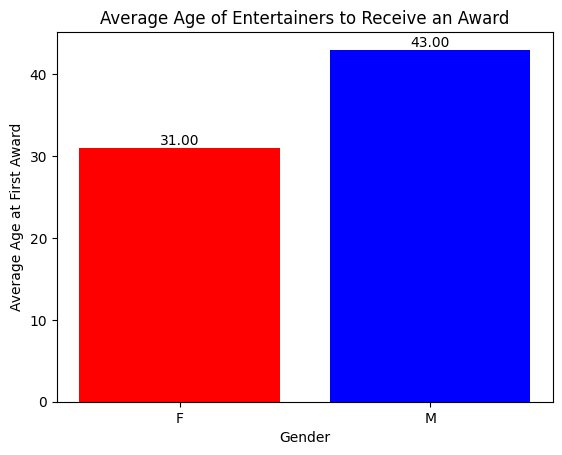 Average Age of Entertainers to Receive an Award
43.00
40
31.00
30
20
10
0
Average Age at First Award
F
M
Gender